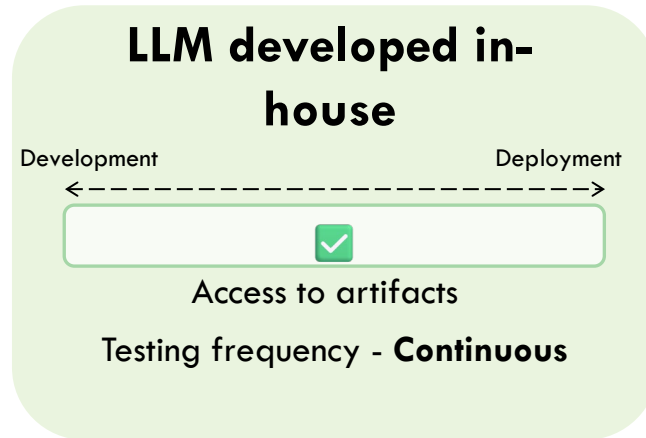 LLM developed in-
house
Development Deployment
Access to artifacts
Testing frequency - Continuous